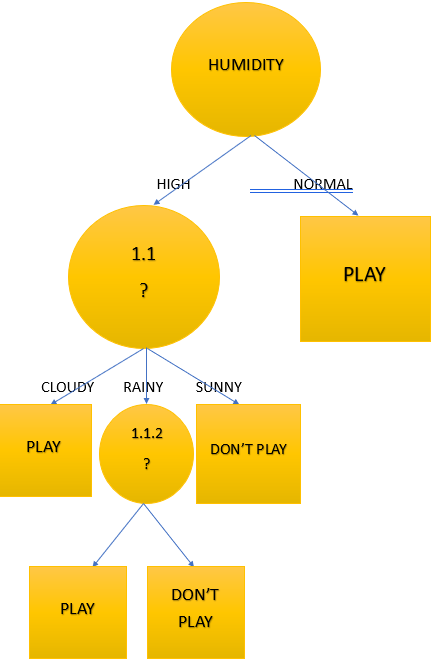 HUMIDITY
HIGH
NORMAL
1.1
?
PLAY
CLOUDY
RAINY
SUNNY
PLAY
1.1.2
?
DON’T PLAY
PLAY
DON’T
PLAY